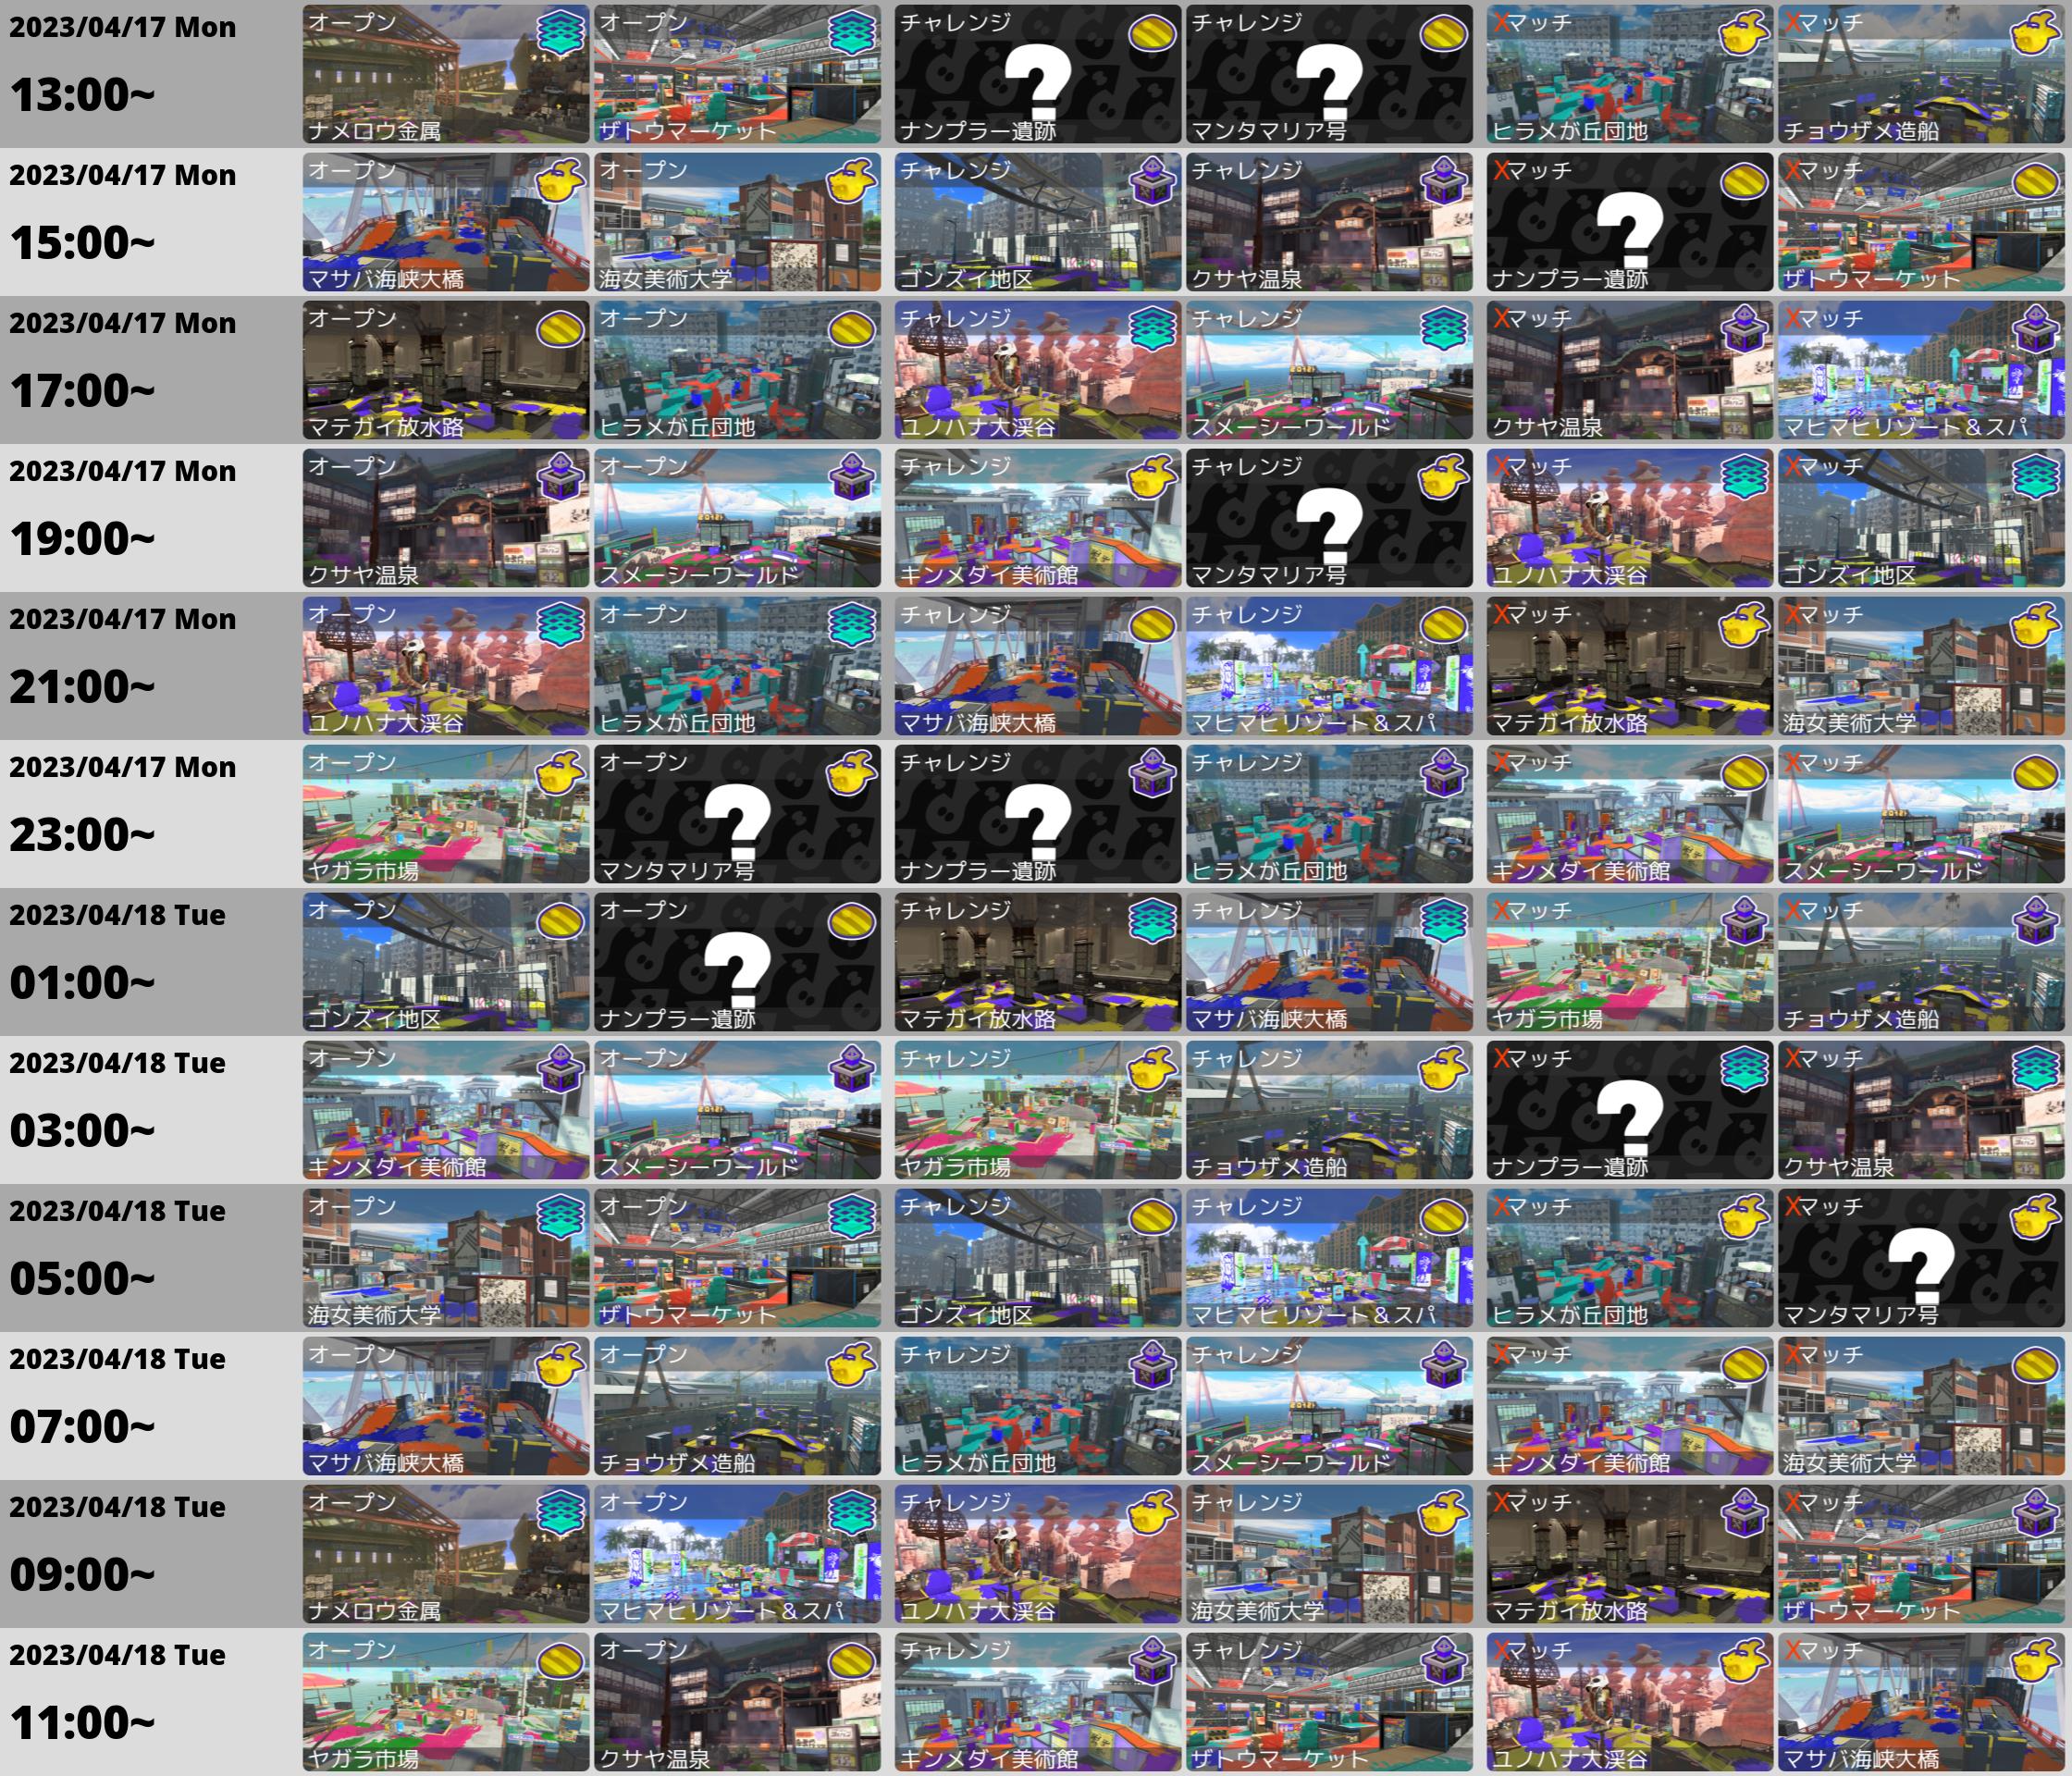 2023/04/17 Mon
13:00~
オープン オープン チャレンジ チャレンジ Xマッチ Xマッチ
ナメロウ金属 ザトウマーケット ナンプラー遺跡 マンタマリア号 ヒラメが丘団地 チョウザメ造船
2023/04/17 Mon
15:00~
オープン オープン チャレンジ チャレンジ Xマッチ Xマッチ
マサバ海峡大橋 海女美術大学 ゴンズイ地区 クサヤ温泉 ナンプラー遺跡 ザトウマーケット
2023/04/17 Mon
17:00~
オープン オープン チャレンジ チャレンジ Xマッチ Xマッチ
マテガイ放水路 ヒラメが丘団地 ユノハナ大渓谷 スメーシーワールド クサヤ温泉 マヒマヒリゾート&スパ
2023/04/17 Mon
19:00~
オープン オープン チャレンジ チャレンジ Xマッチ Xマッチ
クサヤ温泉 スメーシーワールド キンメダイ美術館 マンタマリア号 ユノハナ大渓谷 ゴンズイ地区
2023/04/17 Mon
21:00~
オープン オープン チャレンジ チャレンジ Xマッチ Xマッチ
ユノハナ大渓谷 ヒラメが丘団地 マサバ海峡大橋 マヒマヒリゾート&スパ マテガイ放水路 海女美術大学
2023/04/17 Mon
23:00~
オープン オープン チャレンジ チャレンジ Xマッチ Xマッチ
ヤガラ市場 マンタマリア号 ナンプラー遺跡 ヒラメが丘団地 キンメダイ美術館 スメーシーワールド
2023/04/18 Tue
01:00~
オープン オープン チャレンジ チャレンジ Xマッチ Xマッチ
ゴンズイ地区 ナンプラー遺跡 マテガイ放水路 マサバ海峡大橋 ヤガラ市場 チョウザメ造船
2023/04/18 Tue
03:00~
オープン オープン チャレンジ チャレンジ Xマッチ Xマッチ
キンメダイ美術館 スメーシーワールド ヤガラ市場 チョウザメ造船 ナンプラー遺跡 クサヤ温泉
2023/04/18 Tue
05:00~
オープン オープン チャレンジ チャレンジ Xマッチ Xマッチ
海女美術大学 ザトウマーケット ゴンズイ地区 マヒマヒリゾート&スパ ヒラメが丘団地 マンタマリア号
2023/04/18 Tue
07:00~
オープン オープン チャレンジ チャレンジ Xマッチ Xマッチ
マサバ海峡大橋 チョウザメ造船 ヒラメが丘団地 スメーシーワールド キンメダイ美術館 海女美術大学
2023/04/18 Tue
09:00~
オープン オープン チャレンジ チャレンジ Xマッチ Xマッチ
ナメロウ金属 マヒマヒリゾート&スパ ユノハナ大渓谷 海女美術大学 マテガイ放水路 ザトウマーケット
2023/04/18 Tue
11:00~
オープン オープン チャレンジ チャレンジ Xマッチ Xマッチ
ヤガラ市場 クサヤ温泉 キンメダイ美術館 ザトウマーケット ユノハナ大渓谷 マサバ海峡大橋